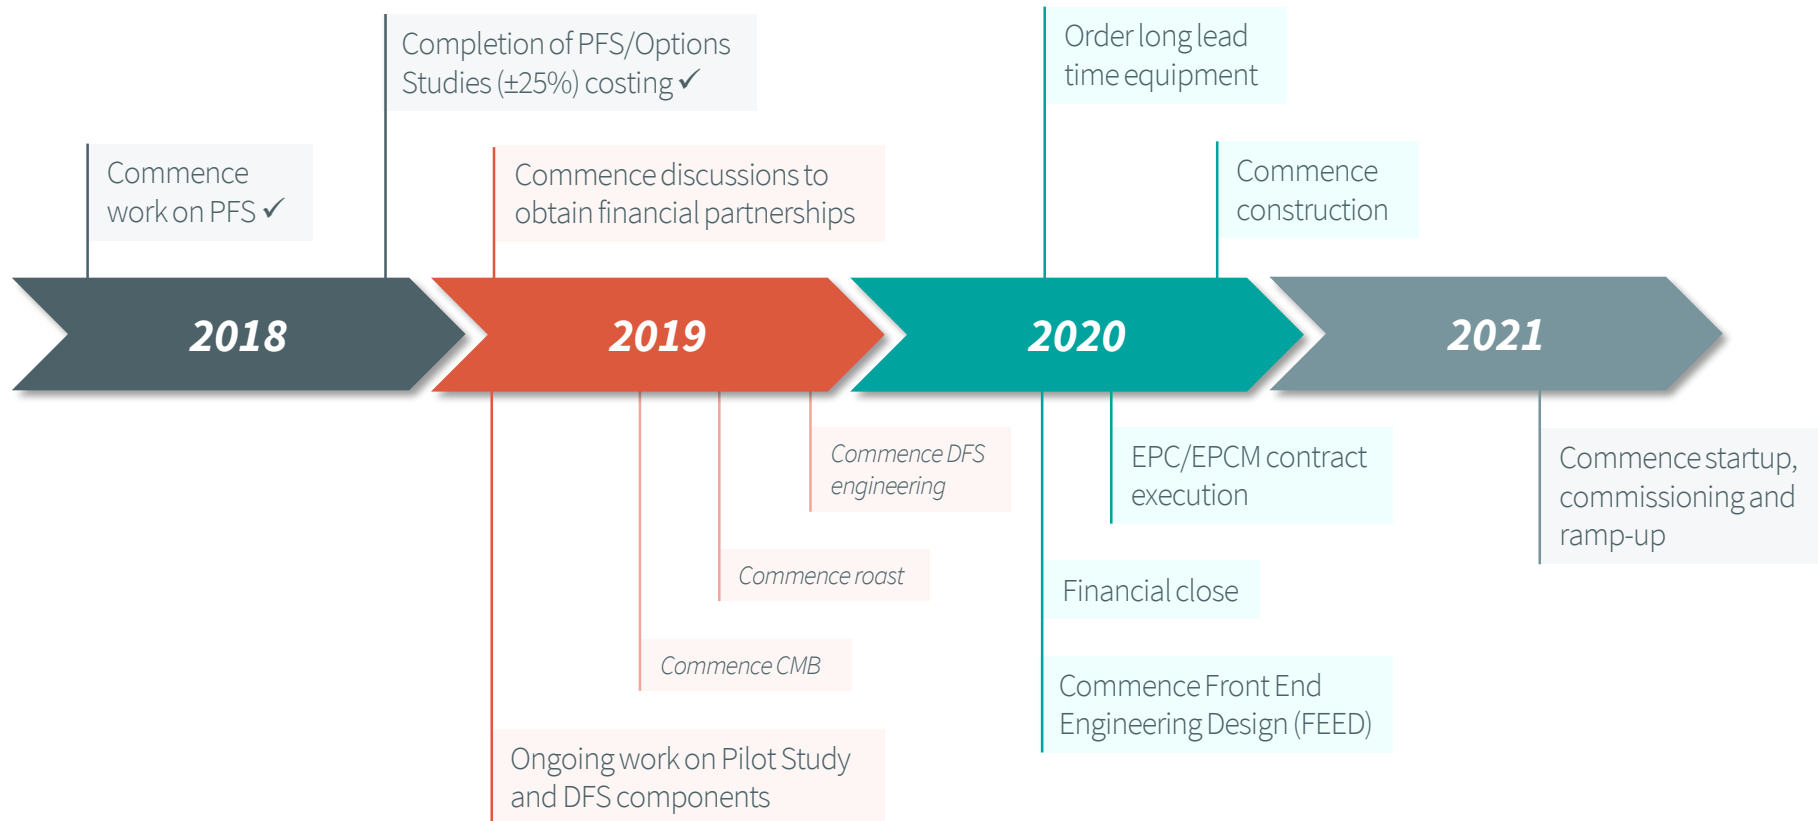 Completion of PFS/Options
Studies (±25%) costing ✓
Order long lead
time equipment
Commence
work on PFS ✓
Commence discussions to
obtain financial partnerships
Commence
construction
2018
2019
2020
2021
Commence DFS
engineering
EPC/EPCM contract
execution
Commence startup,
commissioning and
ramp-up
Commence roast
Financial close
Commence CMB
Commence Front End
Engineering Design (FEED)
Ongoing work on Pilot Study
and DFS components